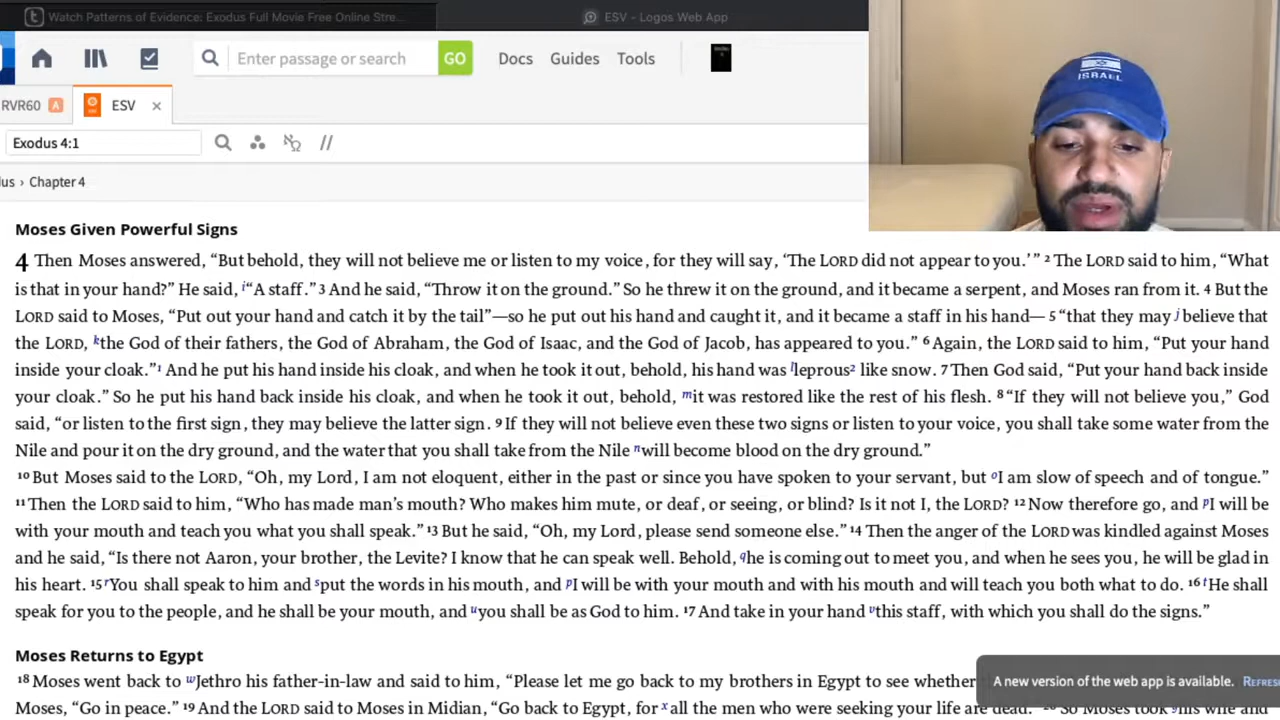 Watch Patterns of Evidence: Exodus Full Movie Free Online Stre...
ESV - Logos Web App
Enter passage or search
GO
Docs
Guides
Tools
RVR60 A
ESV
Exodus 4:1
us › Chapter 4
ISRAEL
Moses Given Powerful Signs
4 Then Moses answered, “But behold, they will not believe me or listen to my voice, for they will say, ‘The LORD did not appear to you.’” 2 The LORD said to him, “What
is that in your hand?” He said, i“A staff.” 3 And he said, “Throw it on the ground.” So he threw it on the ground, and it became a serpent, and Moses ran from it. 4 But the
LORD said to Moses, “Put out your hand and catch it by the tail”—so he put out his hand and caught it, and it became a staff in his hand— 5 “that they may j believe that
the LORD, kthe God of their fathers, the God of Abraham, the God of Isaac, and the God of Jacob, has appeared to you.” 6 Again, the LORD said to him, “Put your hand
inside your cloak.”1 And he put his hand inside his cloak, and when he took it out, behold, his hand was lleprous2 like snow. 7 Then God said, “Put your hand back inside
your cloak.” So he put his hand back inside his cloak, and when he took it out, behold, mit was restored like the rest of his flesh. 8 “If they will not believe you,” God
said, “or listen to the first sign, they may believe the latter sign. 9 If they will not believe even these two signs or listen to your voice, you shall take some water from the
Nile and pour it on the dry ground, and the water that you shall take from the Nile nwill become blood on the dry ground.”
10 But Moses said to the LORD, “Oh, my Lord, I am not eloquent, either in the past or since you have spoken to your servant, but oI am slow of speech and of tongue.”
11 Then the LORD said to him, “Who has made man’s mouth? Who makes him mute, or deaf, or seeing, or blind? Is it not I, the LORD? 12 Now therefore go, and pI will be
with your mouth and teach you what you shall speak.” 13 But he said, “Oh, my Lord, please send someone else.” 14 Then the anger of the LORD was kindled against Moses
and he said, “Is there not Aaron, your brother, the Levite? I know that he can speak well. Behold, qhe is coming out to meet you, and when he sees you, he will be glad in
his heart. 15 rYou shall speak to him and sput the words in his mouth, and pI will be with your mouth and with his mouth and will teach you both what to do. 16 tHe shall
speak for you to the people, and he shall be your mouth, and uyou shall be as God to him. 17 And take in your hand vthis staff, with which you shall do the signs.”
Moses Returns to Egypt
18 Moses went back to wJethro his father-in-law and said to him, “Please let me go back to my brothers in Egypt to see whether
A new version of the web app is available. REFRES
Moses, “Go in peace.” 19 And the LORD said to Moses in Midian, “Go back to Egypt, for xall the men who were seeking your life are dead.” 20 So Moses took his wife and